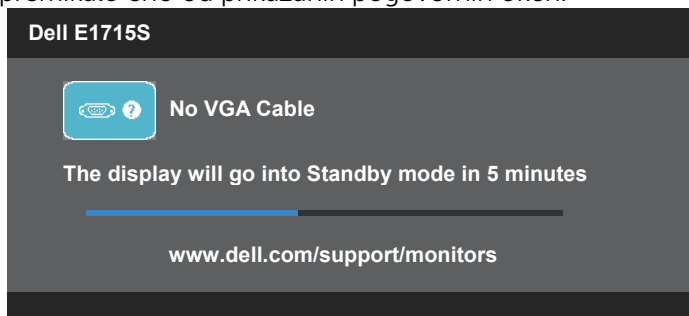 Dell E1715S
? No VGA Cable
The display will go into Standby mode in 5 minutes
www.dell.com/support/monitors